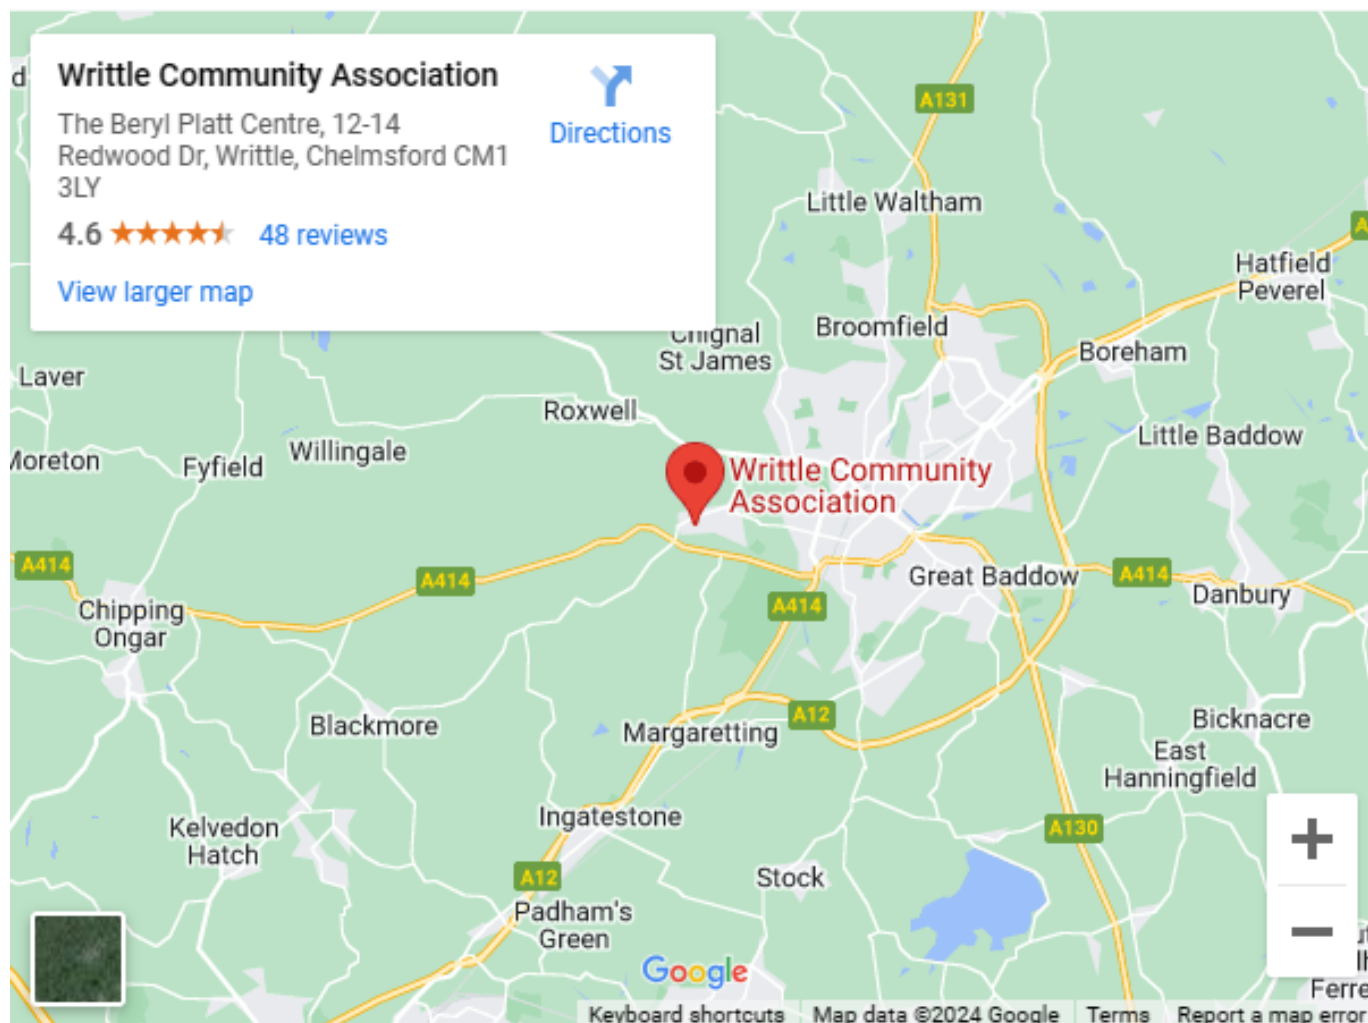 Writtle Community Association
The Beryl Platt Centre, 12-14
Redwood Dr, Writtle, Chelmsford CM1
3LY
Directions
4.6
48 reviews
View larger map
d
A131
Little Waltham
A
Hatfield
Peverel
Chignal
St James
Broomfield
Boreham
Laver
Roxwell
Moreton
Fyfield
Willingale
Little Baddow
Writtle Community
Association
A414
A414
A414
Great Baddow
A414
Danbury
Chipping
Ongar
Blackmore
Margaretting
A12
Bicknacre
East
Hanningfield
Ingatestone
A130
Kelvedon
Hatch
A12
Stock
Padham's
Green
Google
Ferre
Keyboard shortcuts
Map data ©2024 Google
Terms
Report a map error